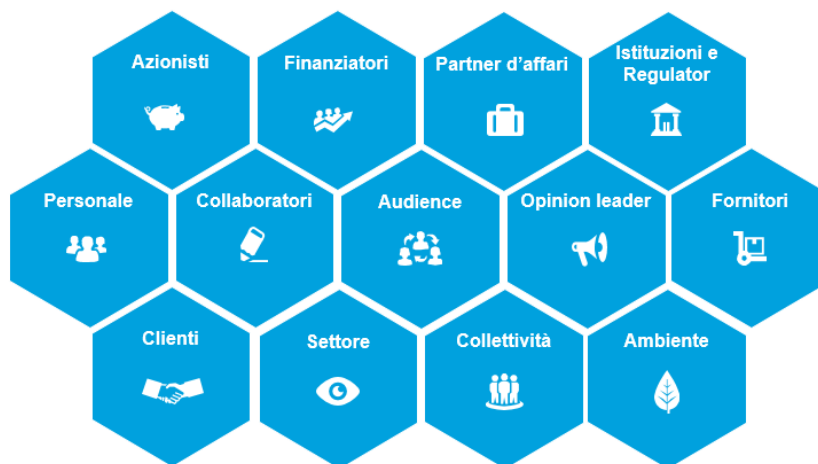 Azionisti
Finanziatori
Partner d'affari
Istituzioni e
Regulator
Personale
Collaboratori
Audience
Opinion leader
Fornitori
Clienti
Settore
Collettività
Ambiente